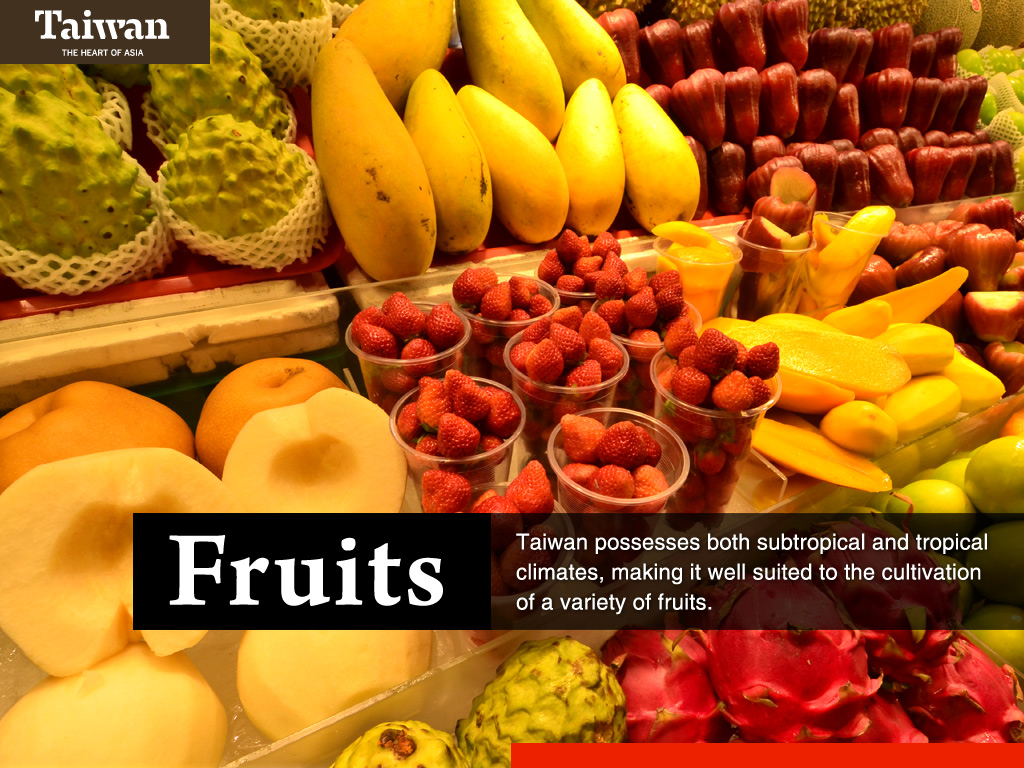 Taiwan
THE HEART OF ASIA
Fruits
Taiwan possesses both subtropical and tropical
climates, making it well suited to the cultivation
of a variety of fruits.